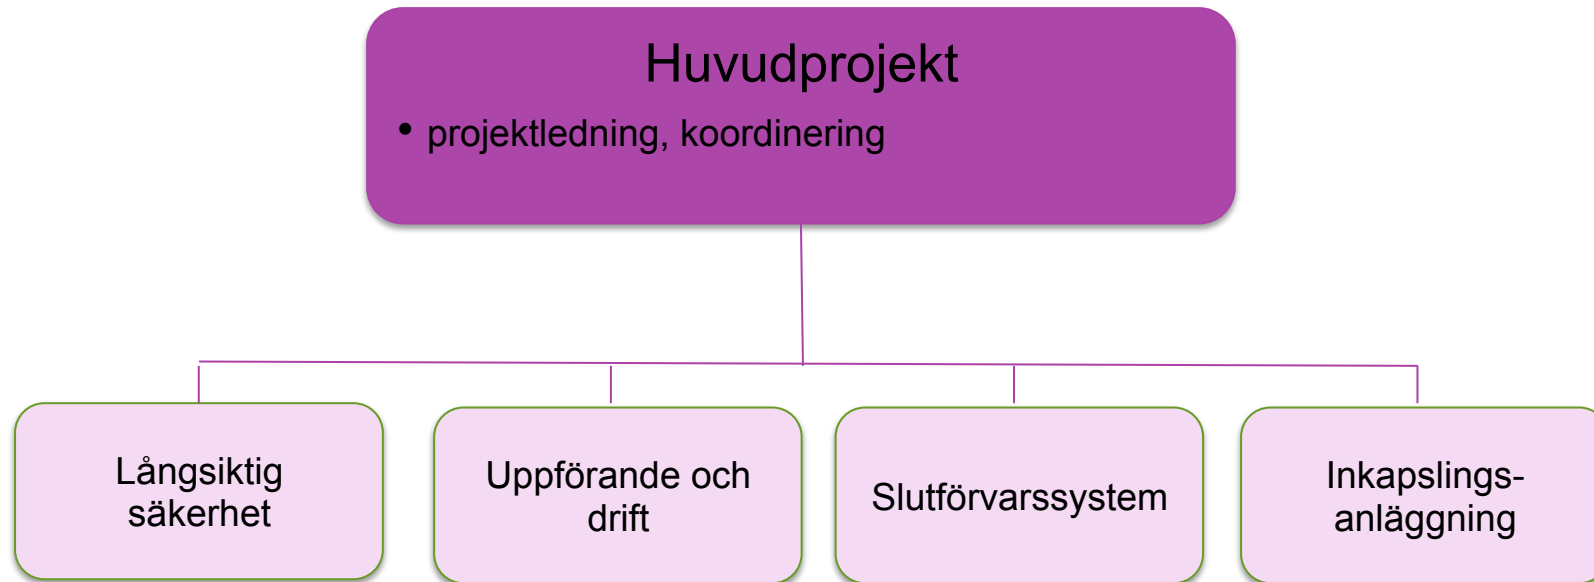 Huvudprojekt
• projektledning, koordinering
Långsiktig
säkerhet
Uppförande och
drift
Slutförvarssystem
Inkapslings-
anläggning